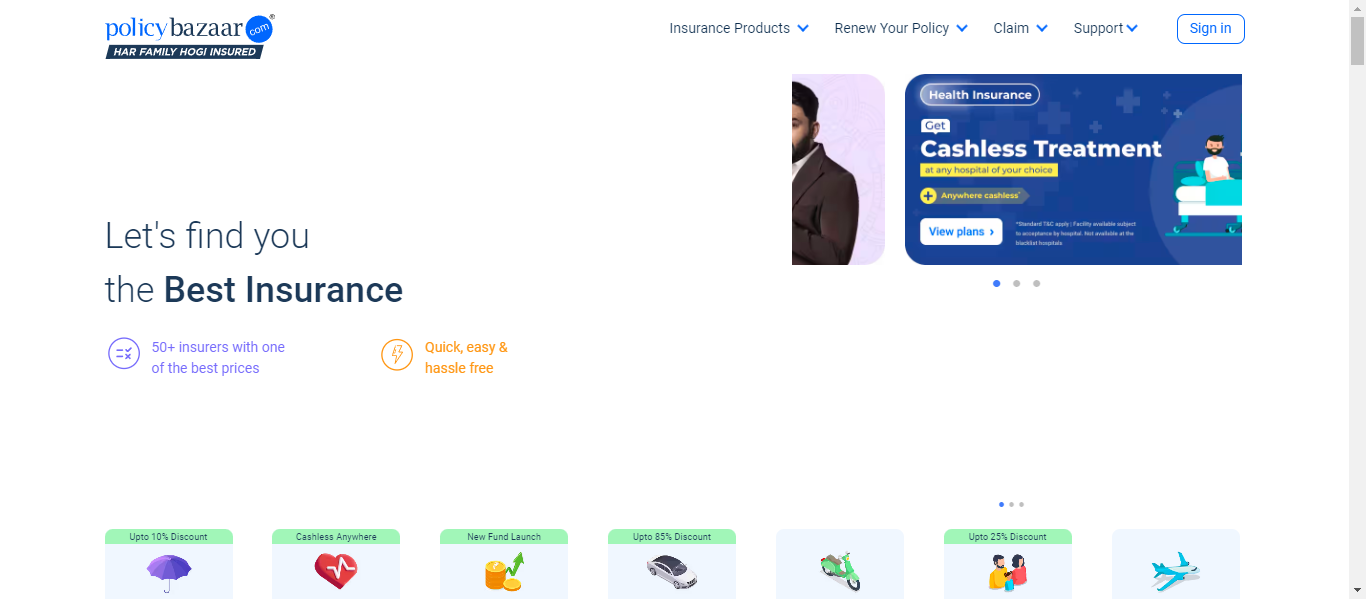 policybazaar.com®
HAR FAMILY HOGI INSURED
Insurance Products
Renew Your Policy
Claim
Support
Sign in
Health Insurance
Get
Cashless Treatment
at any hospital of your choice
Anywhere cashless*
View plans ›
*Standard T&C apply | Facility available subject
to acceptance by hospital. Not available at the
blacklist hospitals
Let's find you
the Best Insurance
50+ insurers with one
of the best prices
Quick, easy &
hassle free
Upto 10% Discount
Cashless Anywhere
New Fund Launch
Upto 85% Discount
Upto 25% Discount